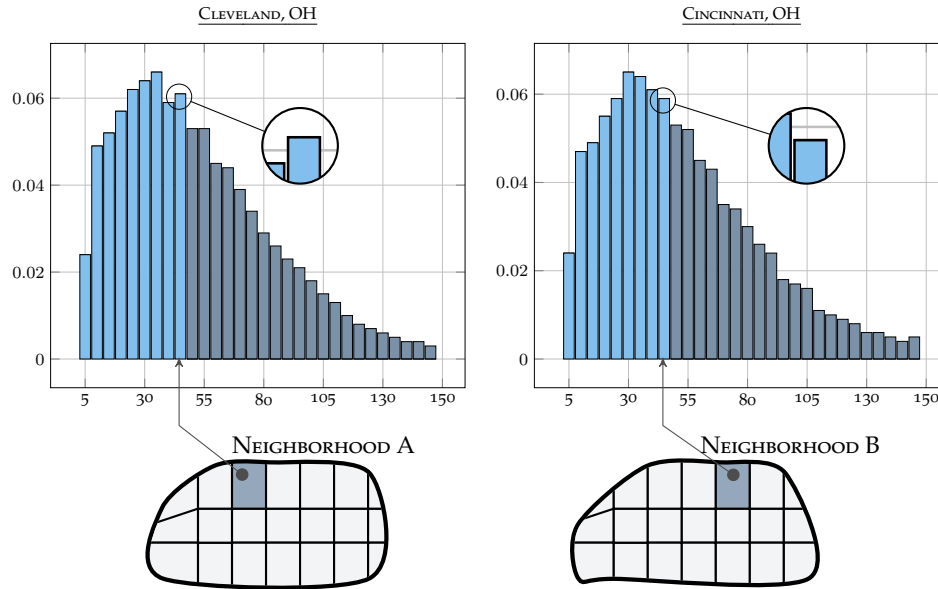 Cleveland, OH
Cincinnati, OH
0.06
0.04
0.02
0
5 30 55 80 105 130 150
0.06
0.04
0.02
0
5 30 55 80 105 130 150
Neighborhood A
Neighborhood B